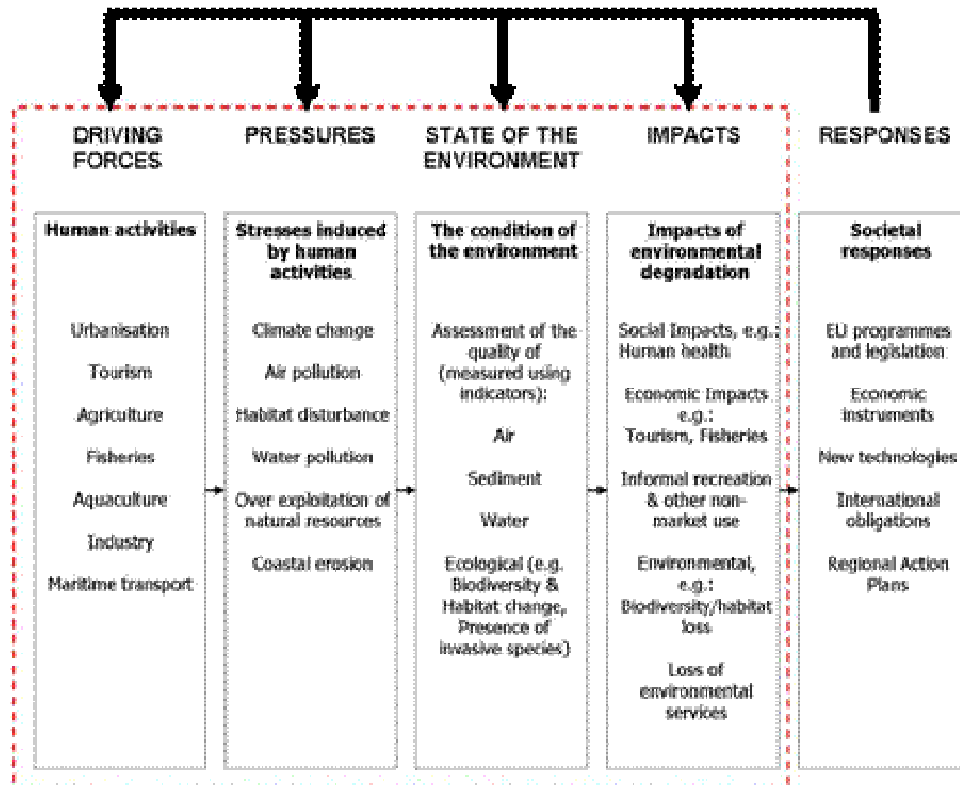 DRIVING
FORCES
PRESSURES
STATE OF THE
ENVIRONMENT
IMPACTS
RESPONSES
Human activities
Urbanisation
Tourism
Agriculture
Fisheries
Aquaculture
Industry
Maritime transport
Stresses induced
by human
activities
Climate change
Air pollution
Habitat disturbance
Water pollution
Over exploitation of
natural resources
Coastal erosion
The condition of
the environment
Assessment of the
quality of
(measured using
indicators):
Air
Sediment
Water
Ecological (e.g.
Biodiversity &
Habitat change,
Presence of
invasive species)
Impacts of
environmental
degradation
Social Impacts, e.g.:
Human health
Economic Impacts
e.g.:
Tourism, Fisheries
Informal recreation
& other non-
market use
Environmental,
e.g.:
Biodiversity/habitat
loss
Loss of
environmental
services
Societal
responses
EU programmes
and legislation
Economic
instruments
New technologies
International
obligations
Regional Action
Plans